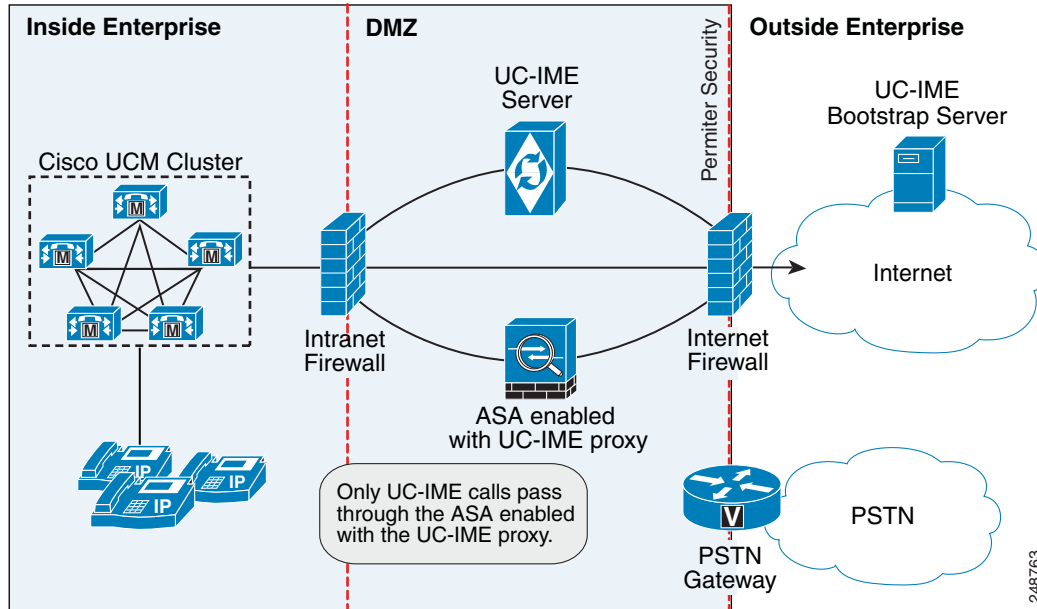 Inside Enterprise
DMZ
Outside Enterprise
Permiter Security
UC-IME
Server
UC-IME
Bootstrap Server
Cisco UCM Cluster
M
M
M
M
M
Intranet
Firewall
Internet
Firewall
Internet
ASA enabled
with UC-IME proxy
IP
IP
IP
Only UC-IME calls pass
through the ASA enabled
with the UC-IME proxy.
V
PSTN
Gateway
PSTN
248763